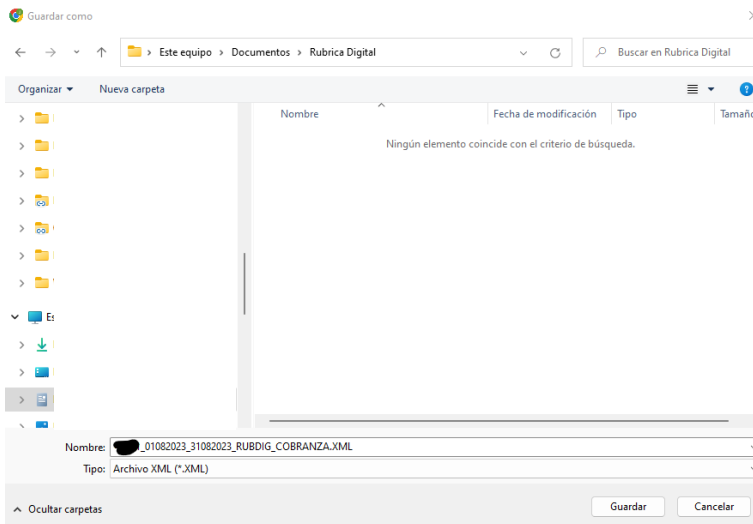 Guardar como
Este equipo > Documentos > Rubrica Digital
Buscar en Rubrica Digital
Organizar
Nueva carpeta
Nombre
Fecha de modificación
Tipo
Tamaño
Ningún elemento coincide con el criterio de búsqueda.
Nombre: _01082023_31082023_RUBDIG_COBRANZA.XML
Tipo: Archivo XML (*.XML)
Ocultar carpetas
Guardar
Cancelar